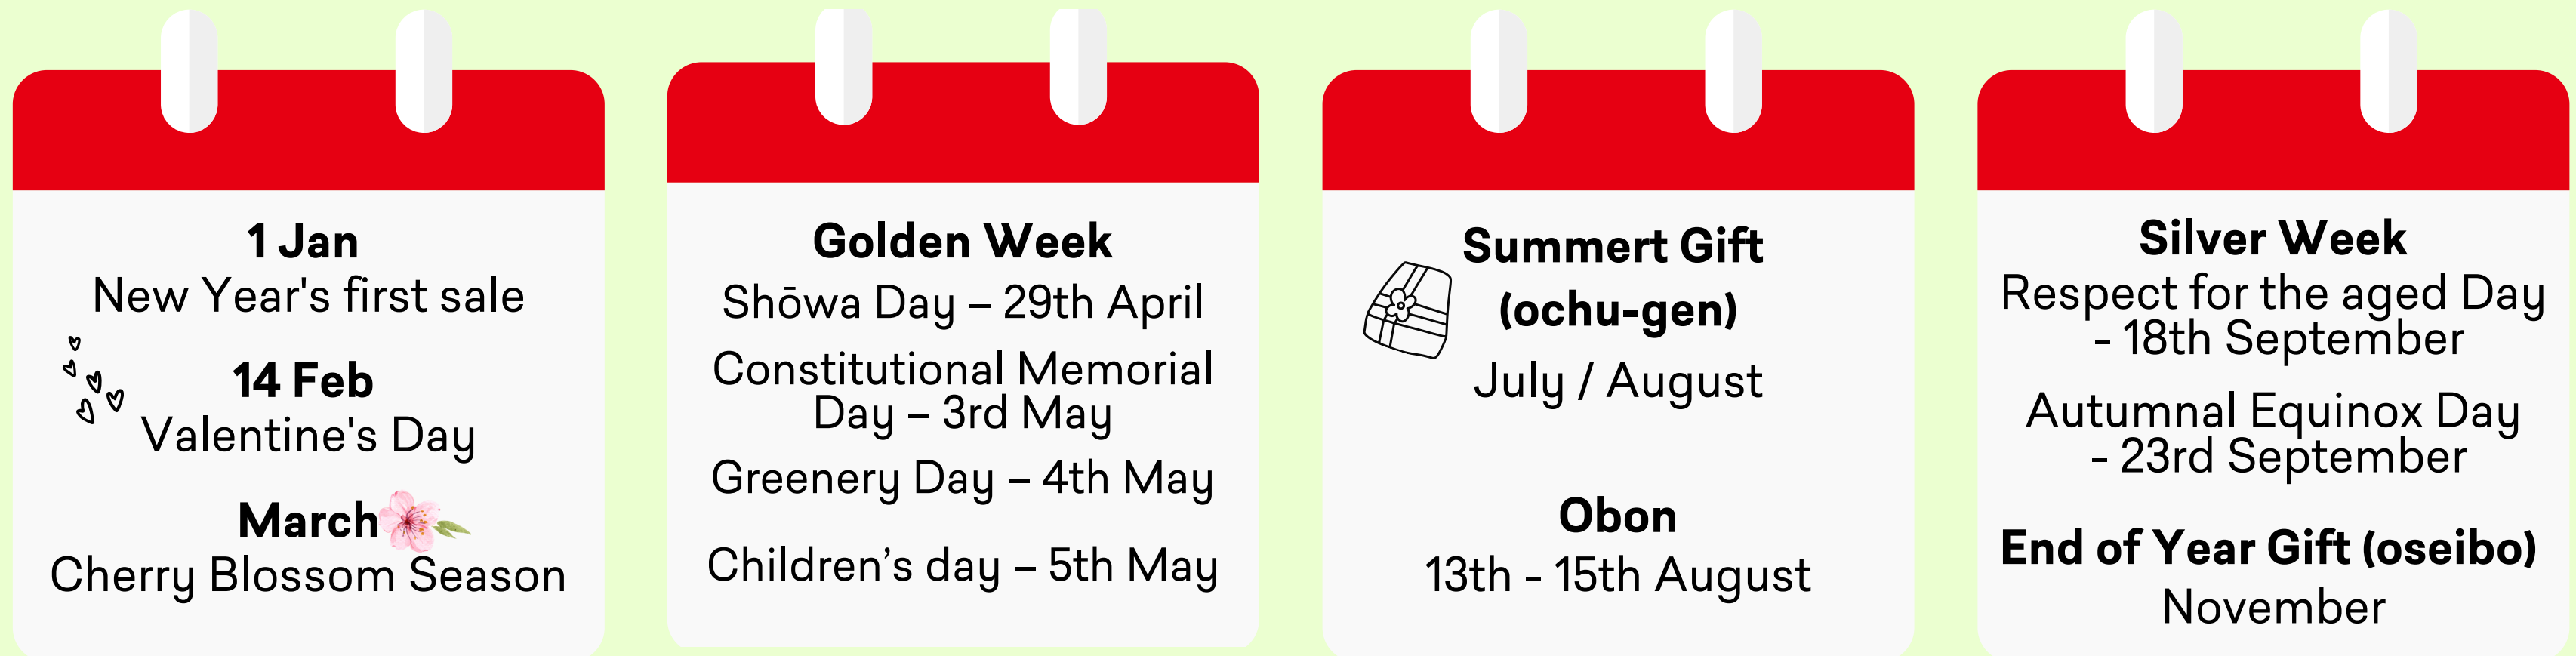 1 Jan
New Year's first sale
14 Feb
Valentine's Day
March
Cherry Blossom Season
Golden Week
Shōwa Day – 29th April
Constitutional Memorial
Day – 3rd May
Greenery Day – 4th May
Children’s day – 5th May
Summert Gift
(ochu-gen)
July / August
Obon
13th - 15th August
Silver Week
Respect for the aged Day
- 18th September
Autumnal Equinox Day
- 23rd September
End of Year Gift (oseibo)
November